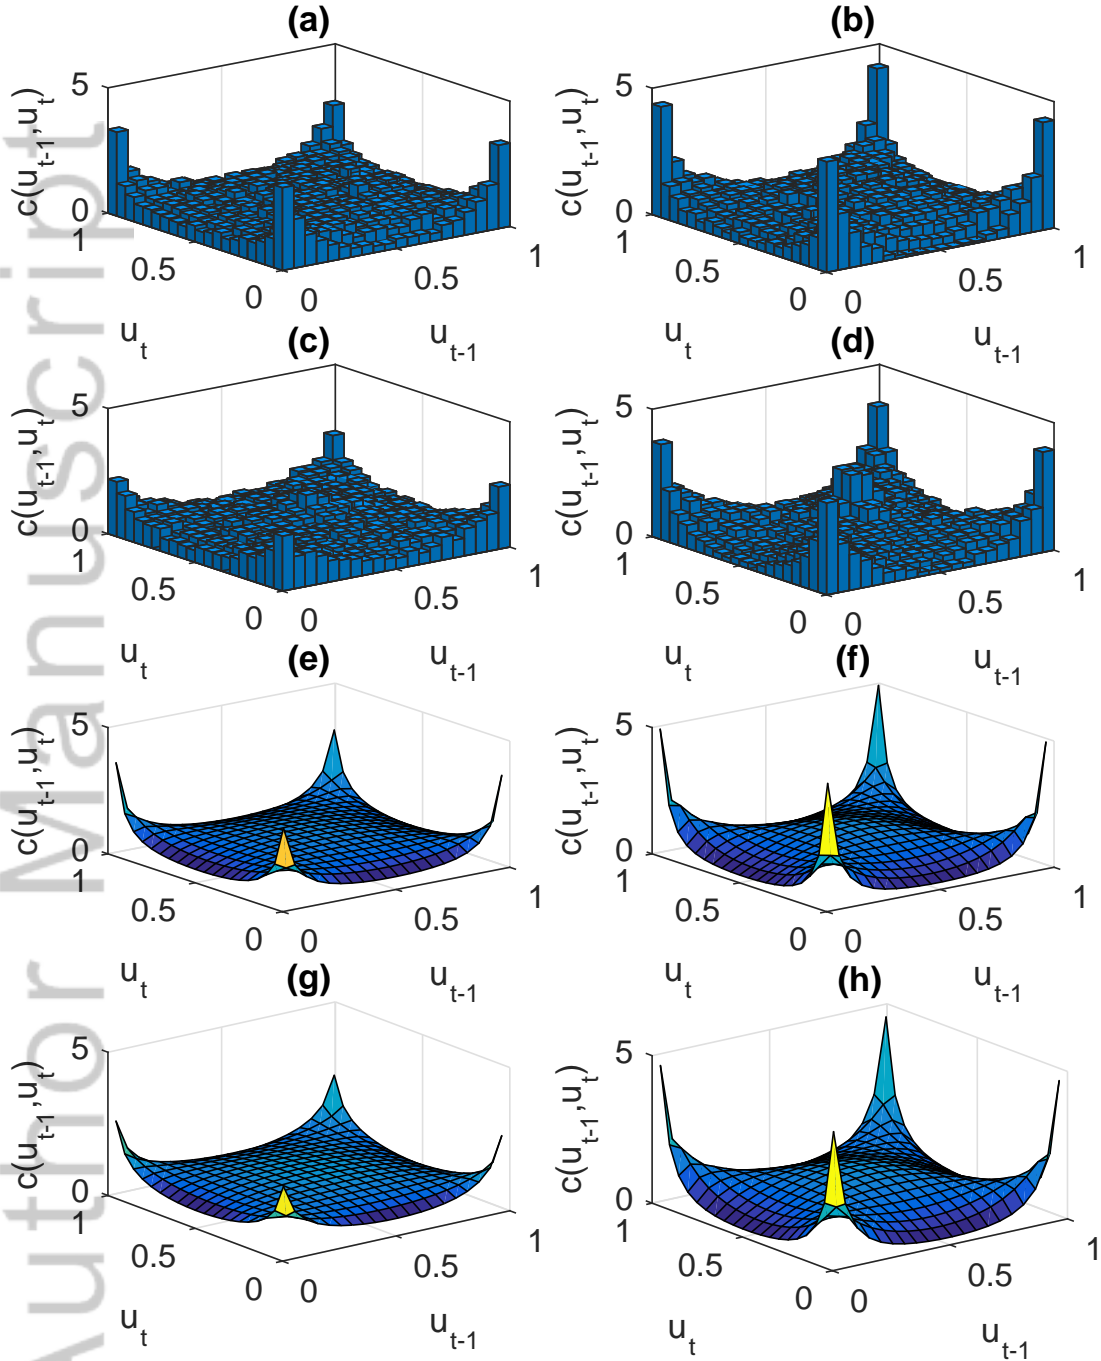 (a)
5
0
c(u_{t-1},u_t)
1
0.5
0
u_t
0
0.5
1
u_{t-1}
(b)
5
0
c(u_{t-1},u_t)
1
0.5
0
u_t
0
0.5
1
u_{t-1}
(c)
5
0
c(u_{t-1},u_t)
1
0.5
0
u_t
0
0.5
1
u_{t-1}
(d)
5
0
c(u_{t-1},u_t)
1
0.5
0
u_t
0
0.5
1
u_{t-1}
(e)
5
0
c(u_{t-1},u_t)
1
0.5
0
u_t
0
0.5
1
u_{t-1}
(f)
5
0
c(u_{t-1},u_t)
1
0.5
0
u_t
0
0.5
1
u_{t-1}
(g)
5
0
c(u_{t-1},u_t)
1
0.5
0
u_t
0
0.5
1
u_{t-1}
(h)
5
0
c(u_{t-1},u_t)
1
0.5
0
u_t
0
0.5
1
u_{t-1}
Author Manuscript